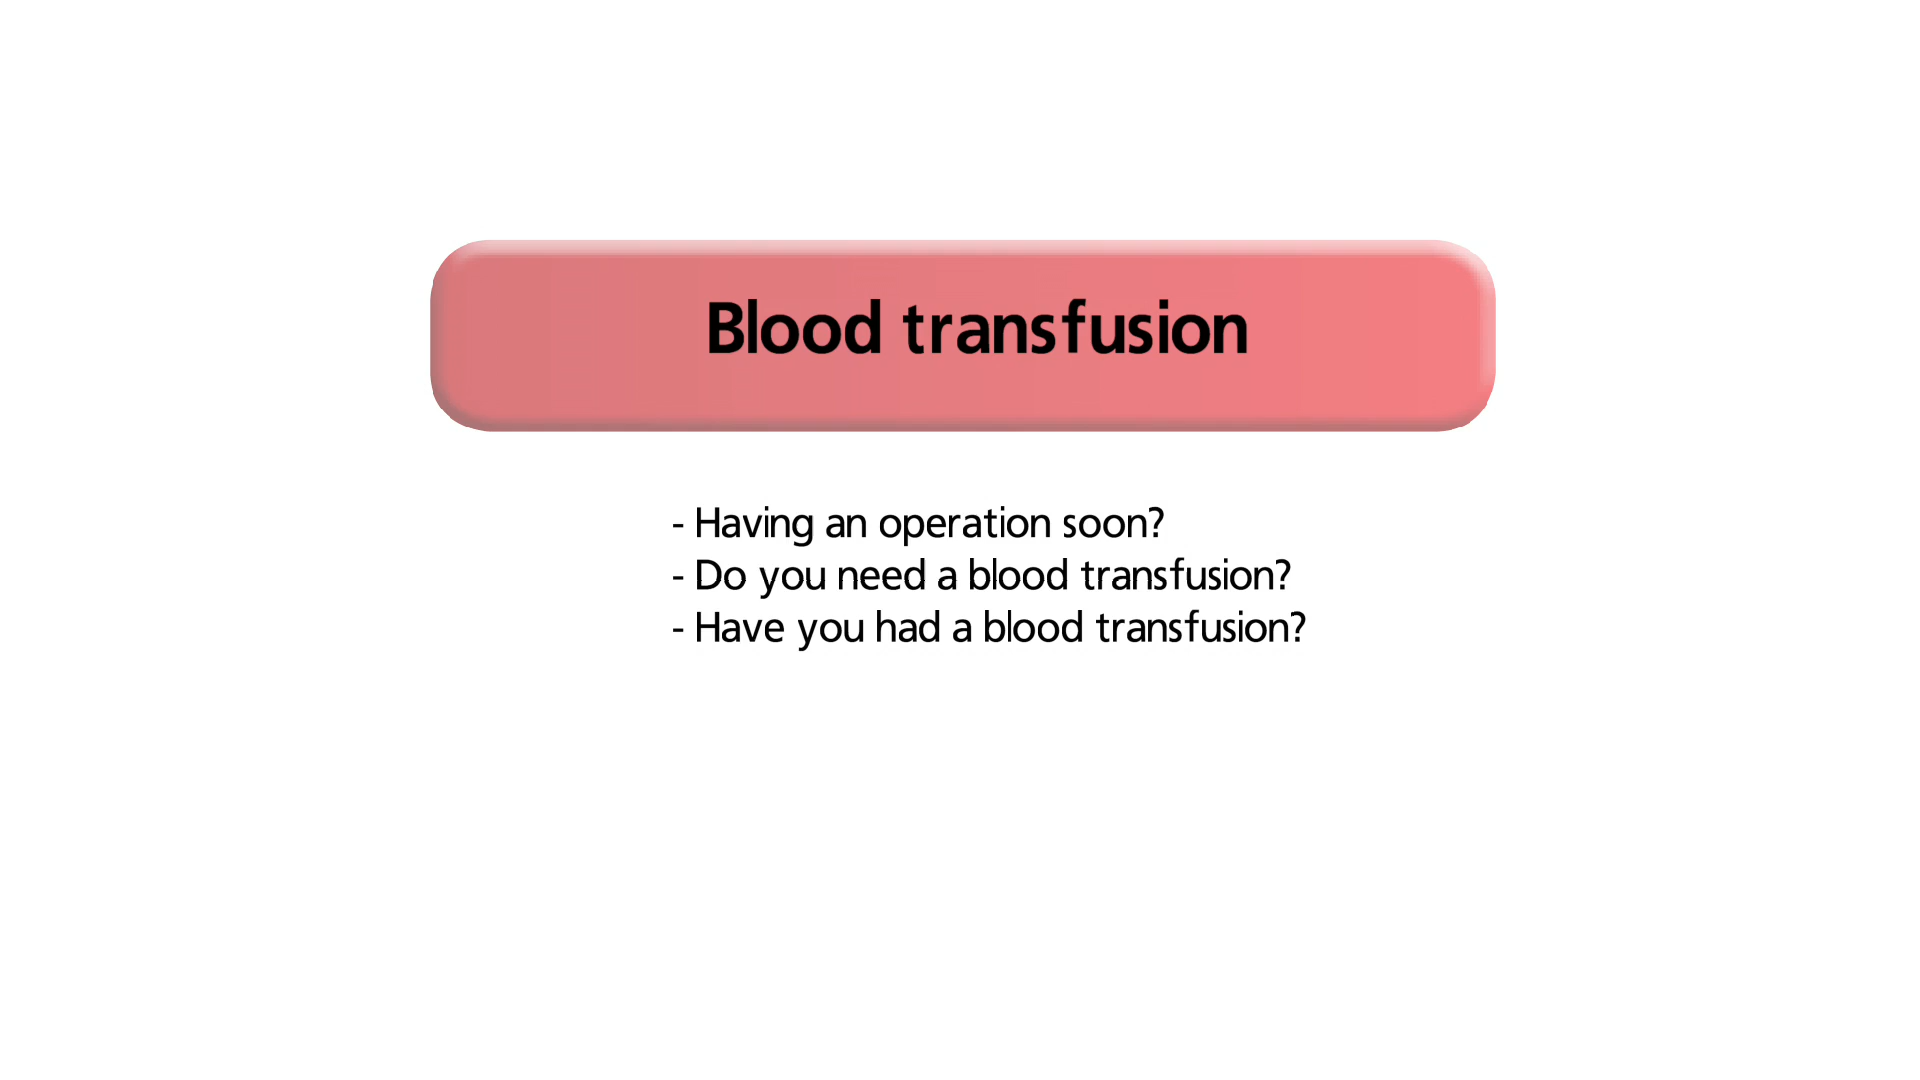 Blood transfusion
- Having an operation soon?
- Do you need a blood transfusion?
- Have you had a blood transfusion?